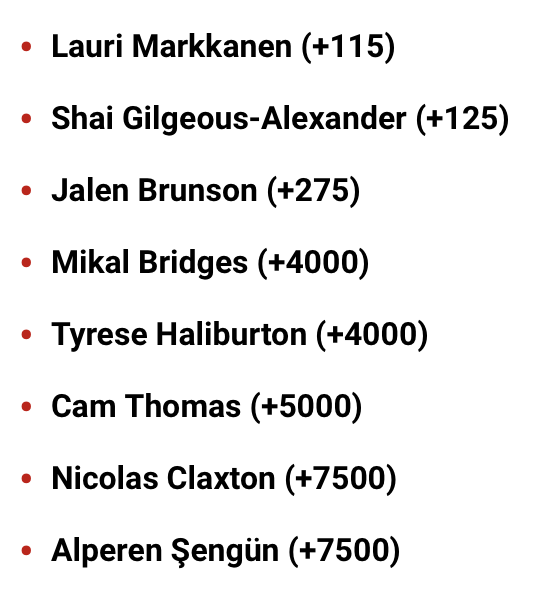 • Lauri Markkanen (+115)
• Shai Gilgeous-Alexander (+125)
• Jalen Brunson (+275)
• Mikal Bridges (+4000)
• Tyrese Haliburton (+4000)
• Cam Thomas (+5000)
• Nicolas Claxton (+7500)
• Alperen Şengün (+7500)